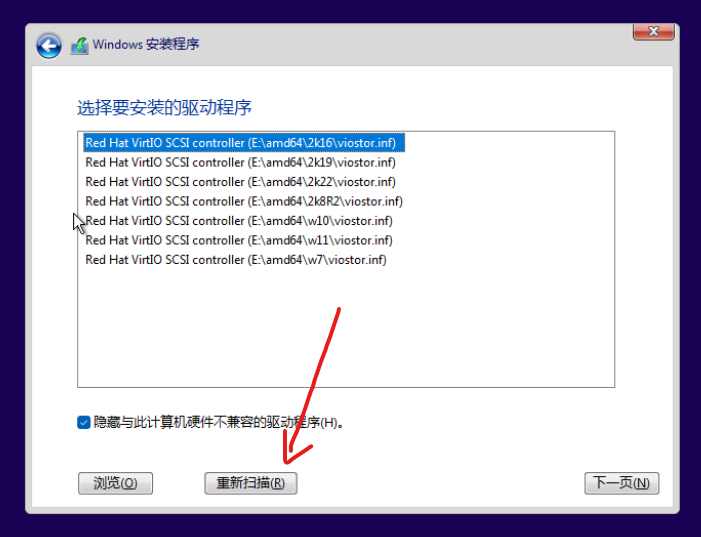 Windows 安装程序
选择要安装的驱动程序
Red Hat VirtIO SCSI controller (E:\amd64\2k16\viostor.inf)
Red Hat VirtIO SCSI controller (E:\amd64\2k19\viostor.inf)
Red Hat VirtIO SCSI controller (E:\amd64\2k22\viostor.inf)
Red Hat VirtIO SCSI controller (E:\amd64\2k8R2\viostor.inf)
Red Hat VirtIO SCSI controller (E:\amd64\w10\viostor.inf)
Red Hat VirtIO SCSI controller (E:\amd64\w11\viostor.inf)
Red Hat VirtIO SCSI controller (E:\amd64\w7\viostor.inf)
隐藏与此计算机硬件不兼容的驱动程序(H)。
浏览(O) 重新扫描(R) 下一页(N)